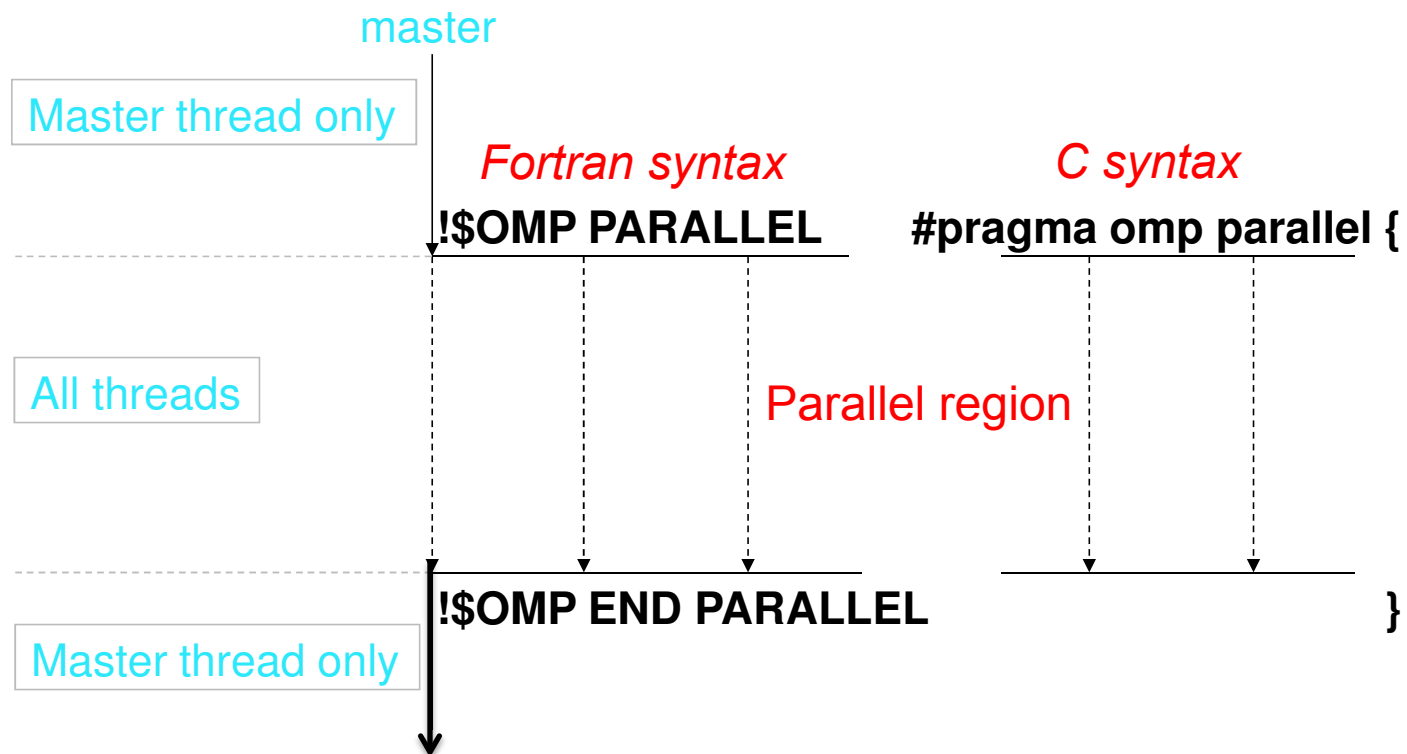 master
Master thread only
Fortran syntax
C syntax
!$OMP PARALLEL
#pragma omp parallel {
All threads
Parallel region
!$OMP END PARALLEL
}
Master thread only